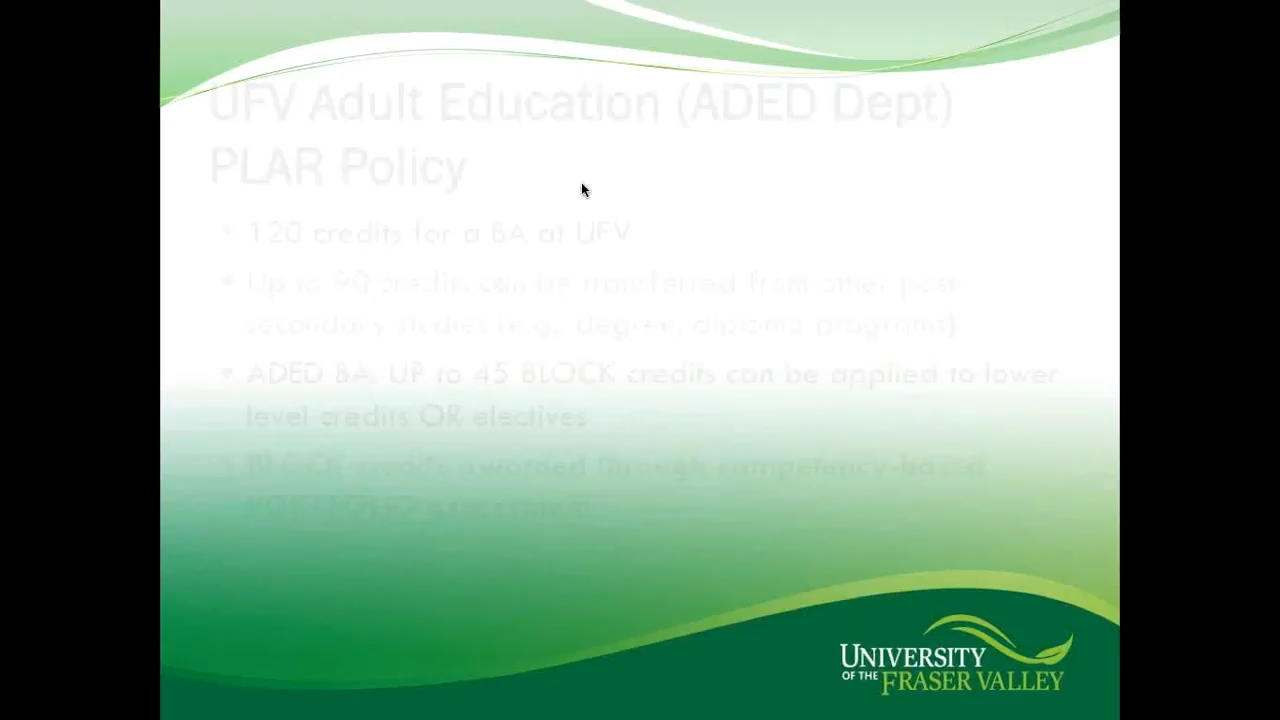 UFV Adult Education (ADED Dept)
PLAR Policy
• 120 credits for a BA at UFV
• Up to 90 credits can be transferred from other post-
secondary studies (e.g., degree, diploma programs)
• ADED BA, UP to 45 BLOCK credits can be applied to lower
level credits OR electives
• BLOCK credits awarded through competency-based
UNIVERSITY
OF THE FRASER VALLEY